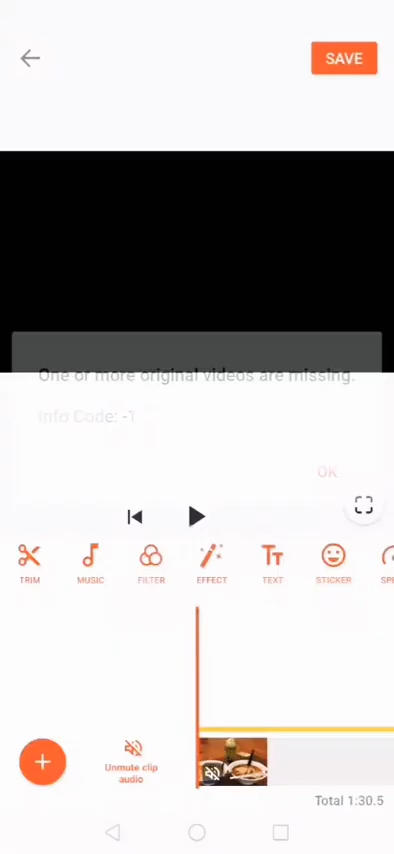 SAVE
One or more original videos are missing.
Info Code: -1
OK
TRIM
MUSIC
FILTER
EFFECT
TEXT
STICKER
SPE
Unmute clip
audio
Total 1:30.5